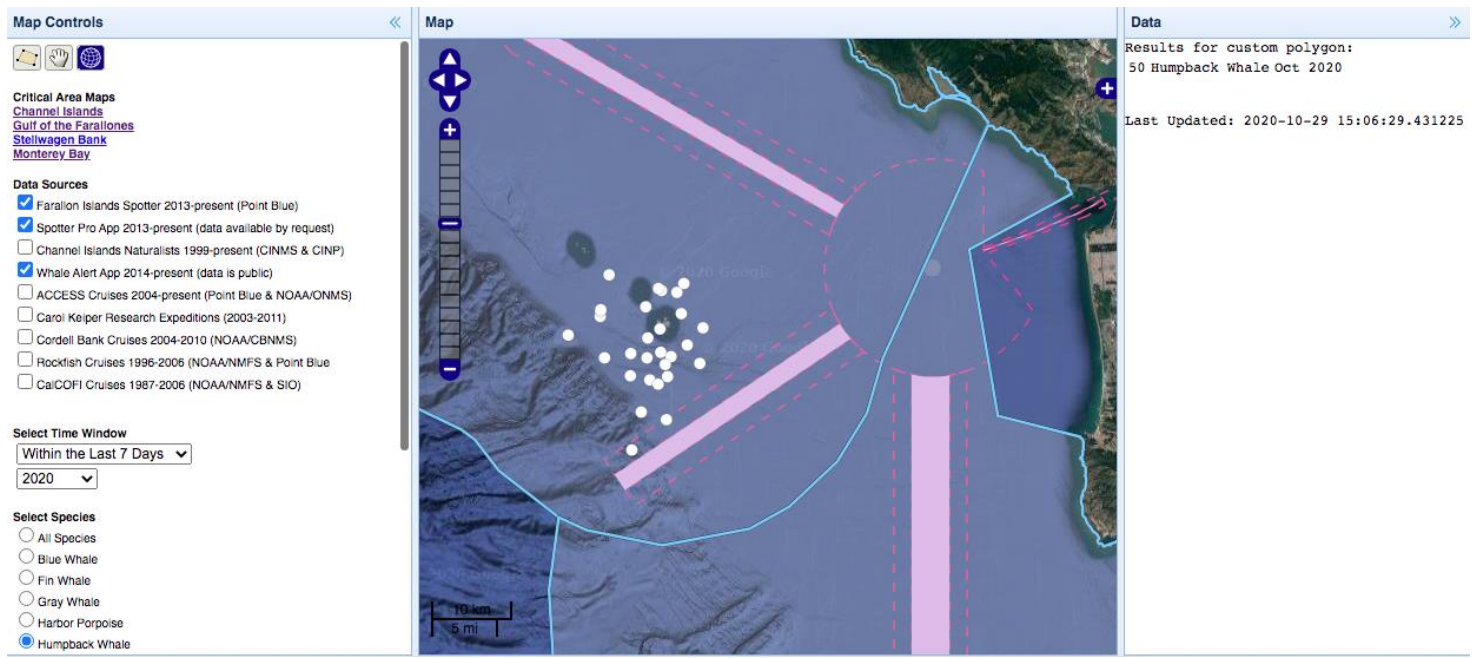 Map Controls
Critical Area Maps
Channel Islands
Gulf of the Farallones
Stellwagen Bank
Monterey Bay
Data Sources
Farallon Islands Spotter 2013-present (Point Blue)
Spotter Pro App 2013-present (data available by request)
Channel Islands Naturalists 1999-present (CINMS & CINP)
Whale Alert App 2014-present (data is public)
ACCESS Cruises 2004-present (Point Blue & NOAA/ONMS)
Carol Keiper Research Expeditions (2003-2011)
Cordell Bank Cruises 2004-2010 (NOAA/CBNMS)
Rockfish Cruises 1996-2006 (NOAA/NMFS & Point Blue
CalCOFI Cruises 1987-2006 (NOAA/NMFS & SIO)
Select Time Window
Within the Last 7 Days
2020
Select Species
All Species
Blue Whale
Fin Whale
Gray Whale
Harbor Porpoise
Humpback Whale
Map
© 2020 Google
2020 Google
10 km
5 mi
Data
Results for custom polygon:
50 Humpback Whale Oct 2020
Last Updated: 2020-10-29 15:06:29.431225